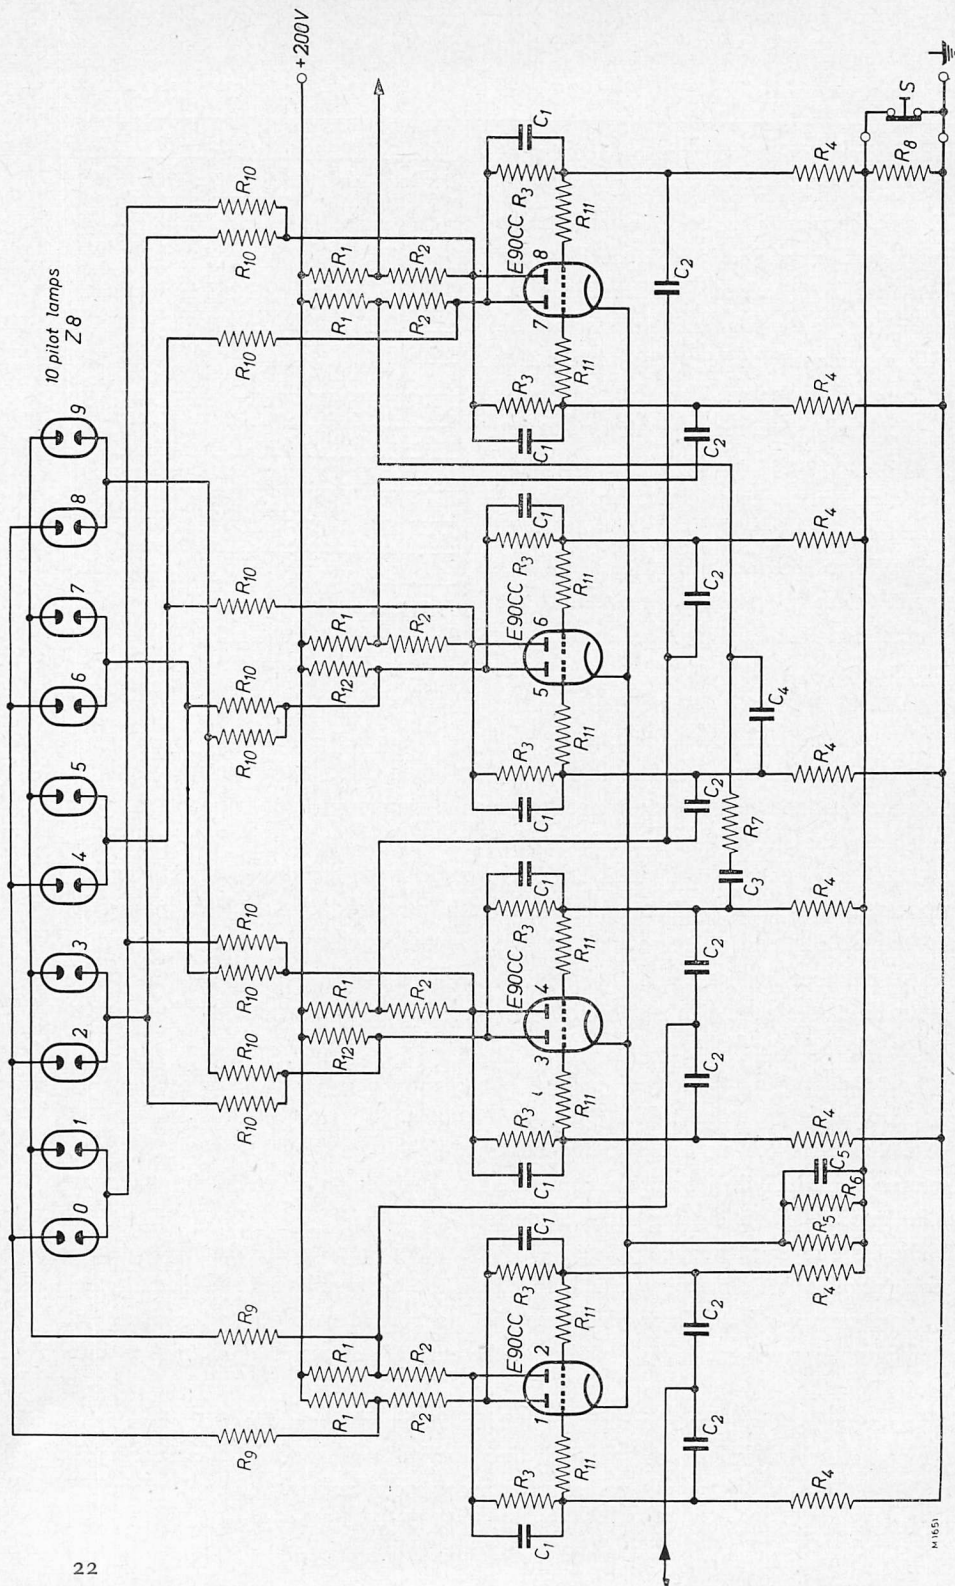 10 pilot lamps
Z 8
0 1 2 3 4 5 6 7 8 9
R9 R9
R10 R10 R10 R10 R10 R10 R10 R10 R10 R10
+200V
R1 R1 R12 R1 R12 R1 R1 R1
R2 R2 R2 R2 R2 R2
E90CC E90CC E90CC E90CC
1 2 3 4 5 6 7 8
C1 R3 R3 C1 C1 R3 R3 C1 C1 R3 R3 C1 C1 R3 R3 C1
R11 R11 R11 R11 R11 R11 R11 R11
C2 C2 C2 C2 C2 C2 C2 C2
C3 R7 C4
R4 R4 R5 R6 C5 R4 R4 R4 R4 R4 R4
R8 S
M1651
22